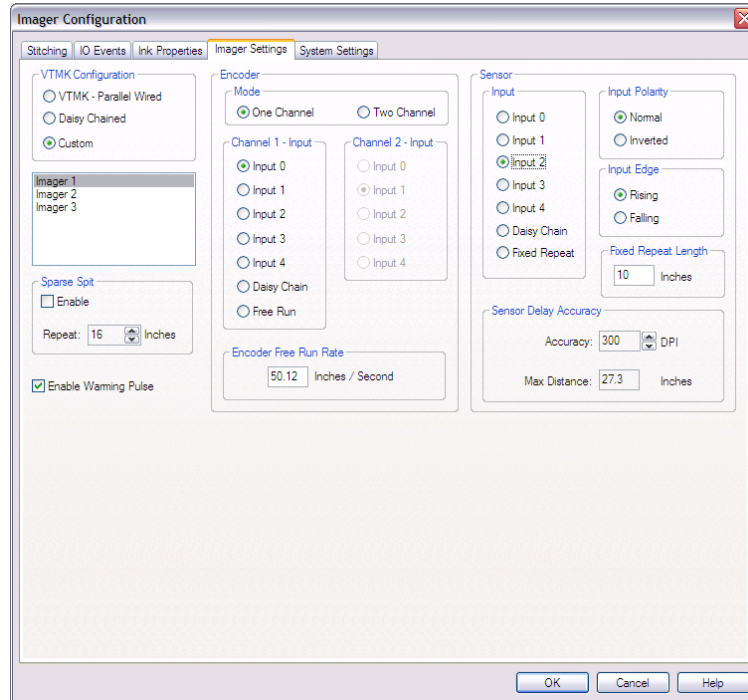 Imager Configuration
Stitching IO Events Ink Properties Imager Settings System Settings
VTMK Configuration
VTMK - Parallel Wired
Daisy Chained
Custom
Imager 1
Imager 2
Imager 3
Sparse Spit
Enable
Repeat: 16 Inches
Enable Warming Pulse
Encoder
Mode
One Channel Two Channel
Channel 1 - Input
Input 0
Input 1
Input 2
Input 3
Input 4
Daisy Chain
Free Run
Channel 2 - Input
Input 0
Input 1
Input 2
Input 3
Input 4
Encoder Free Run Rate
50.12 Inches / Second
Sensor
Input
Input 0
Input 1
Input 2
Input 3
Input 4
Daisy Chain
Fixed Repeat
Input Polarity
Normal
Inverted
Input Edge
Rising
Falling
Fixed Repeat Length
10 Inches
Sensor Delay Accuracy
Accuracy: 300 DPI
Max Distance: 27.3 Inches
OK Cancel Help